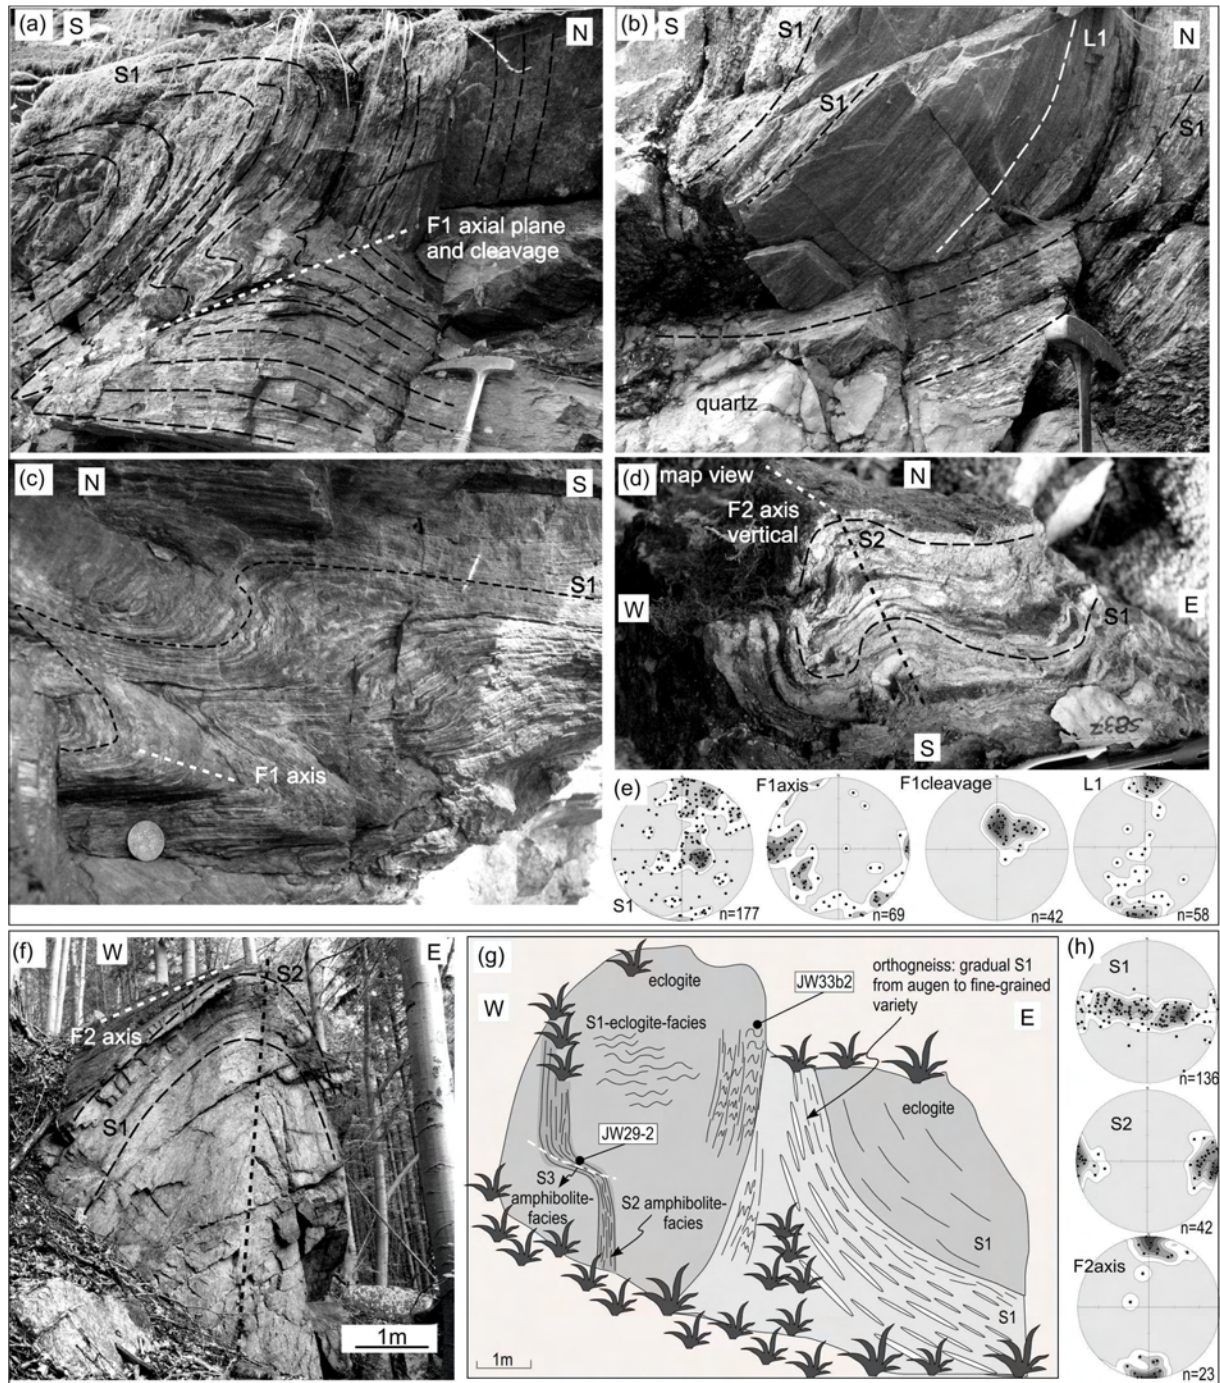 (a)
S
N
S1
F1 axial plane
and cleavage
(b)
S
N
S1
L1
S1
S1
quartz
(c)
N
S
S1
F1 axis
(d)
map view
N
F2 axis
vertical
S2
W
E
S1
S
5837
(e)
S1
n=177
F1axis
n=69
F1cleavage
n=42
L1
n=58
(f)
W
E
S2
F2 axis
S1
1m
(g)
W
eclogite
JW33b2
orthogneiss: gradual S1
from augen to fine-grained
variety
E
S1-eclogite-facies
eclogite
JW29-2
S3
amphibolite-
facies
S2 amphibolite-
facies
S1
S1
1m
(h)
S1
n=136
S2
n=42
F2axis
n=23